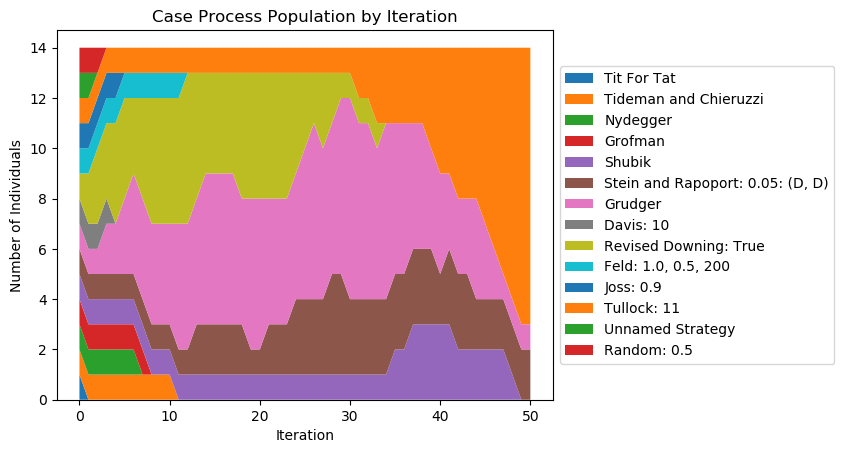 Case Process Population by Iteration
Number of Individuals
14
12
10
8
6
4
2
0
0 10 20 30 40 50
Iteration
Tit For Tat
Tideman and Chieruzzi
Nydegger
Grofman
Shubik
Stein and Rapoport: 0.05: (D, D)
Grudger
Davis: 10
Revised Downing: True
Feld: 1.0, 0.5, 200
Joss: 0.9
Tullock: 11
Unnamed Strategy
Random: 0.5